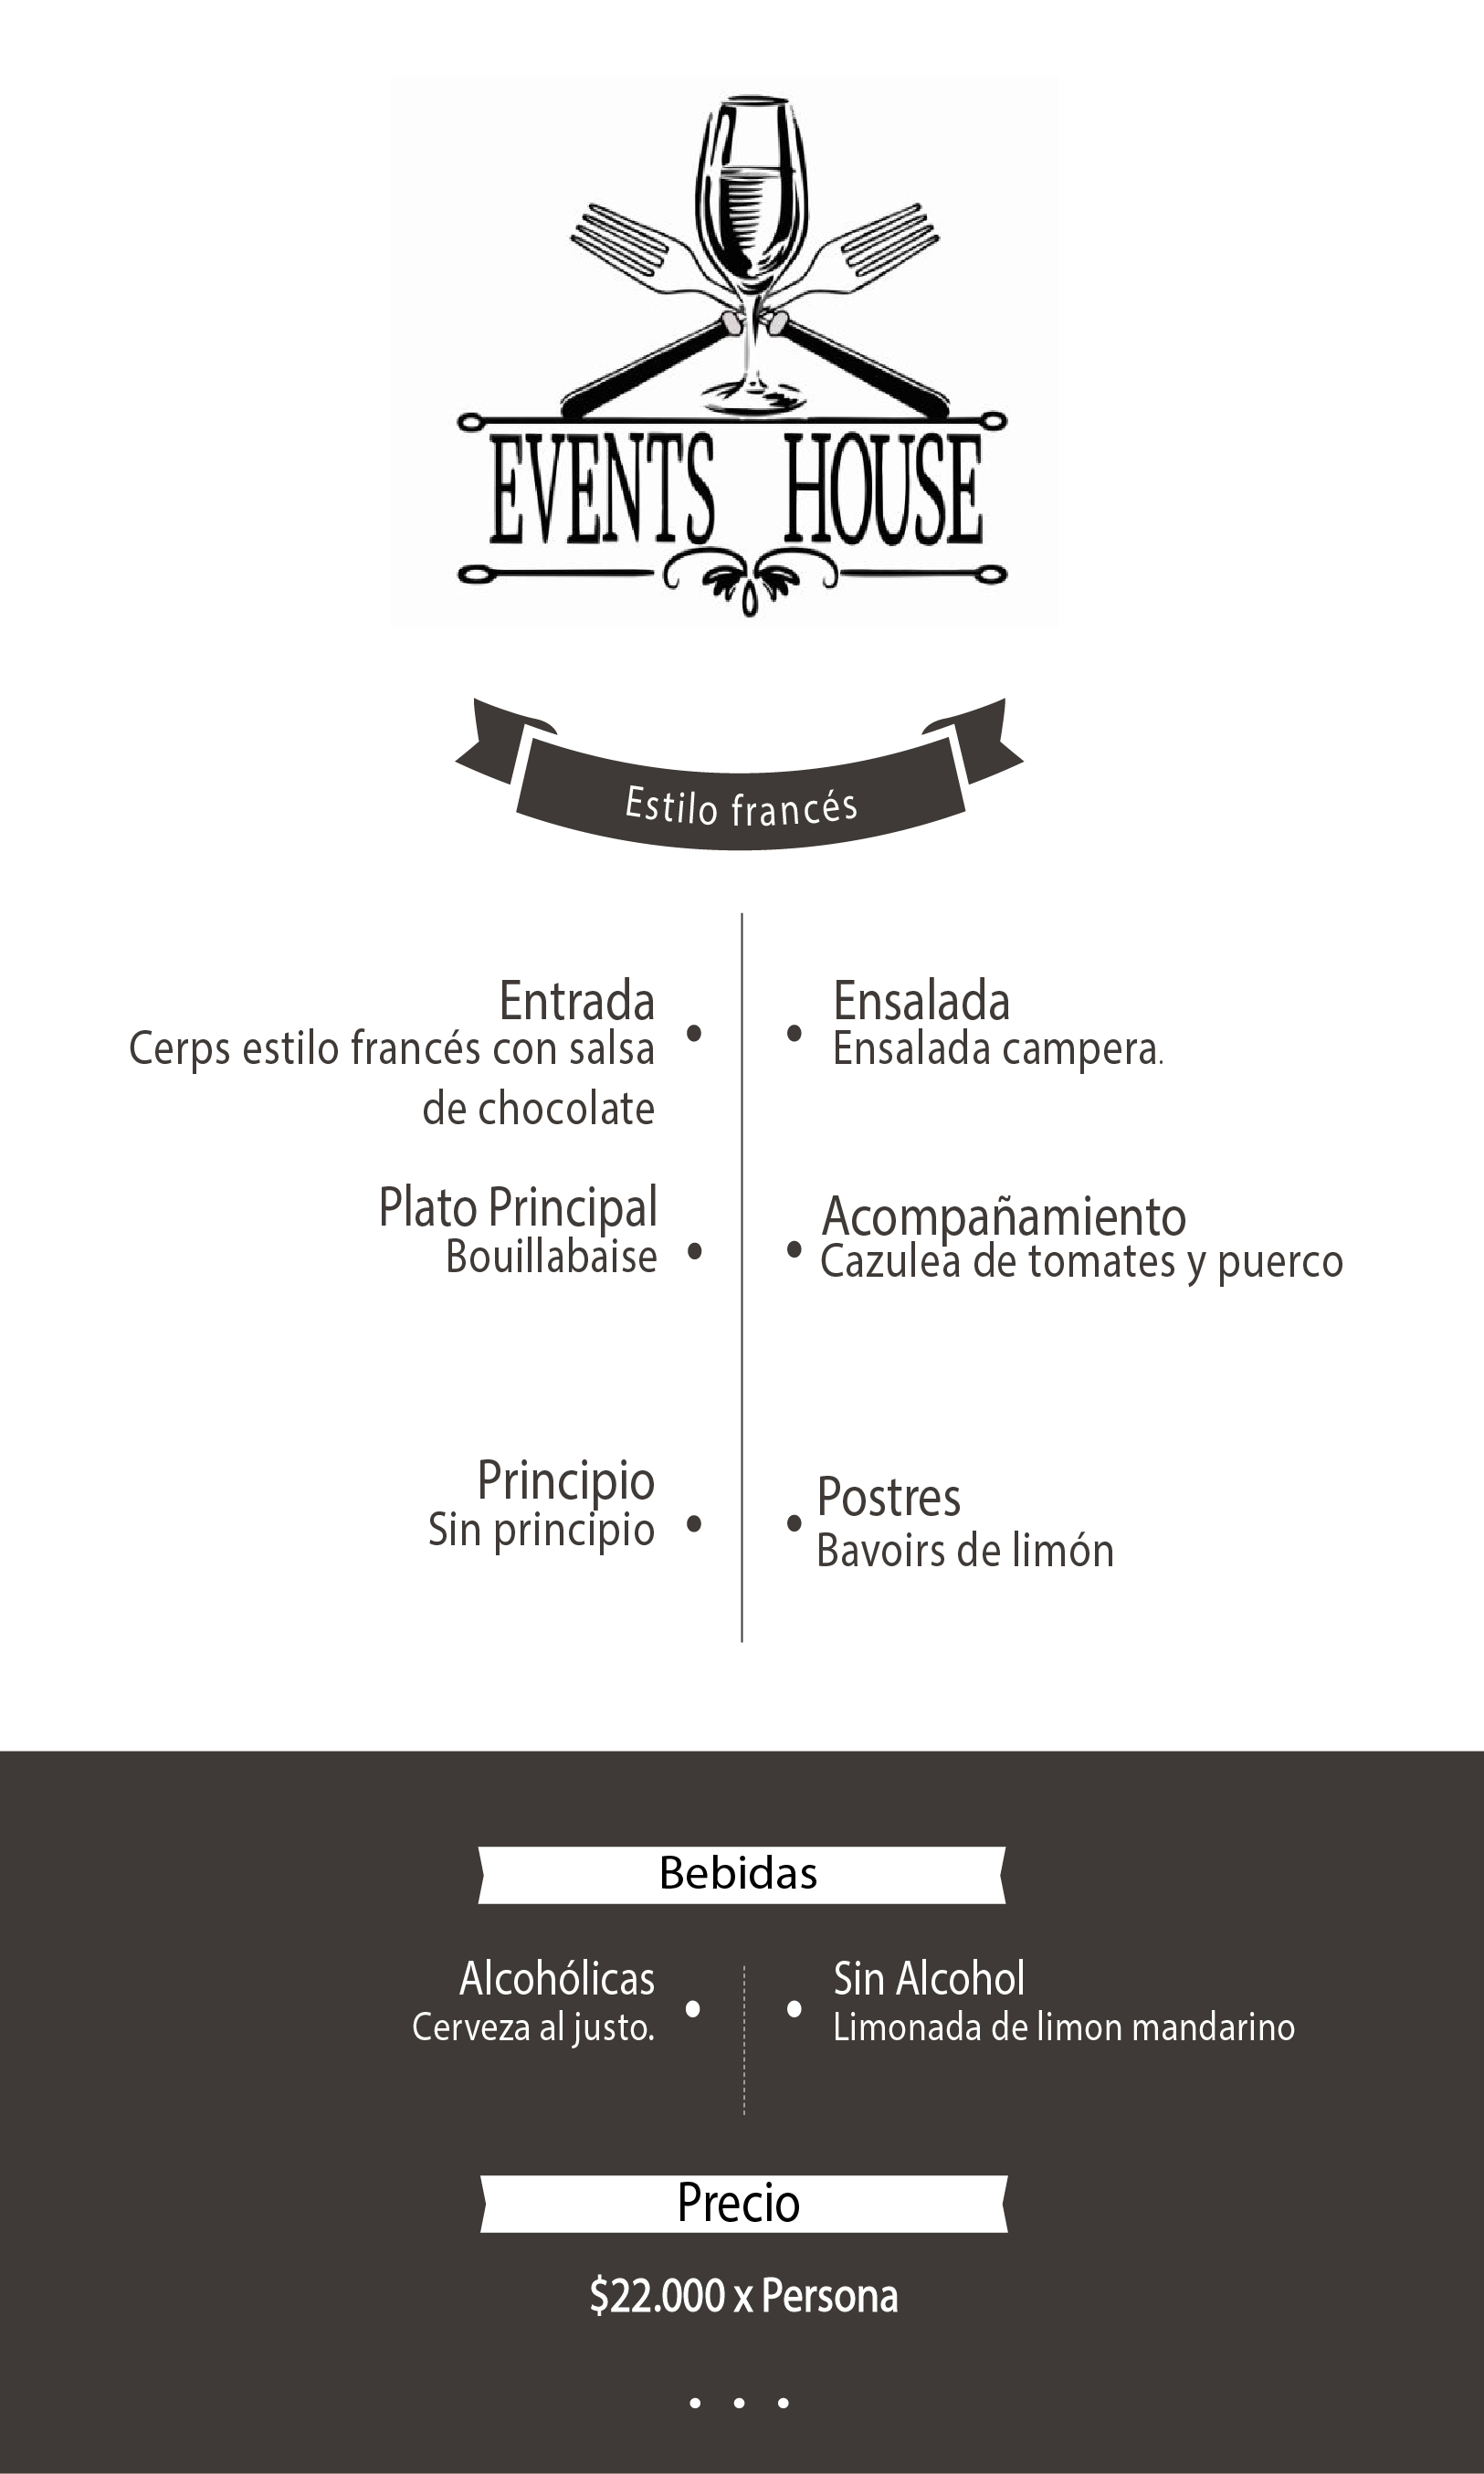 EVENTS HOUSE
Estilo francés
Entrada
Cerps estilo francés con salsa
de chocolate
Ensalada
Ensalada campera.
Plato Principal
Bouillabaise
Acompañamiento
Cazulea de tomates y puerco
Principio
Sin principio
Postres
Bavoirs de limón
Bebidas
Alcohólicas
Cerveza al justo.
Sin Alcohol
Limonada de limon mandarino
Precio
$22.000 x Persona